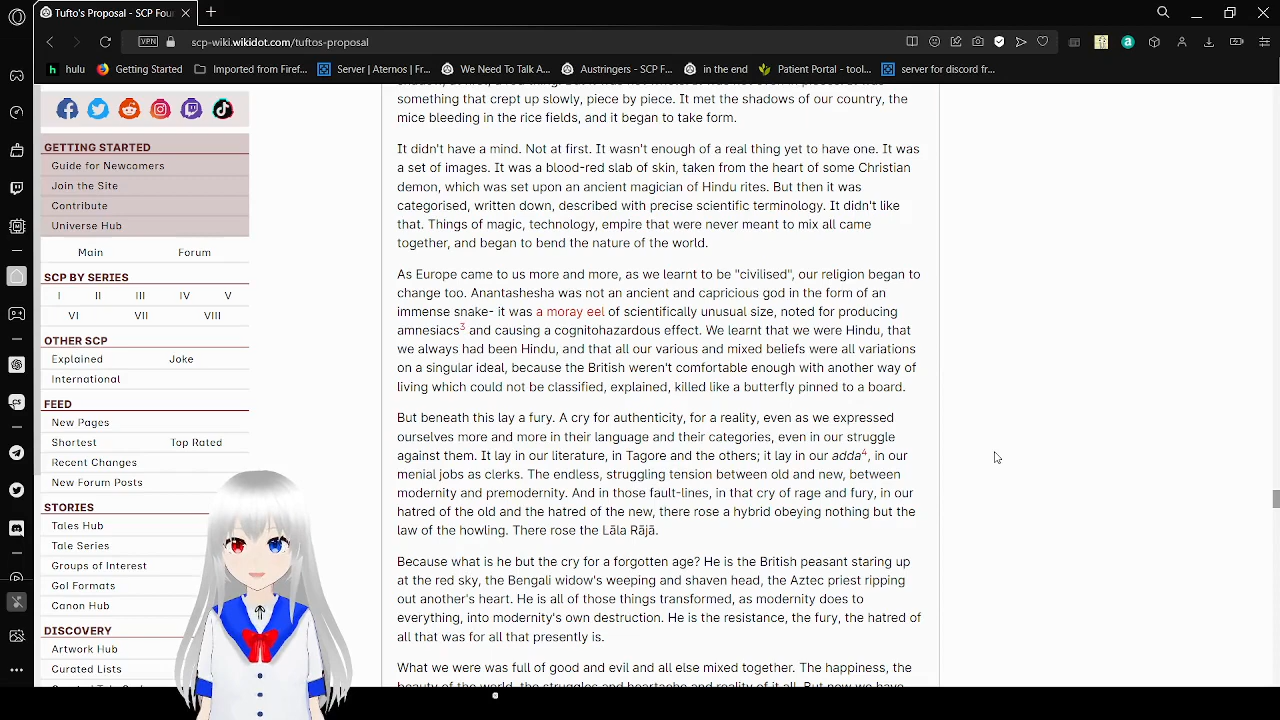 Tufto's Proposal - SCP Foun
scp-wiki.wikidot.com/tuftos-proposal
VPN
hulu
Getting Started
Imported from Firef...
Server | Aternos | Fr...
We Need To Talk A...
Austringers - SCP F...
in the end
Patient Portal - tool...
server for discord fr...
GETTING STARTED
Guide for Newcomers
Join the Site
Contribute
Universe Hub
Main Forum
SCP BY SERIES
I II III IV V
VI VII VIII
OTHER SCP
Explained Joke
International
FEED
New Pages
Shortest Top Rated
Recent Changes
New Forum Posts
STORIES
Tales Hub
Tale Series
Groups of Interest
GoI Formats
Canon Hub
DISCOVERY
Artwork Hub
Curated Lists
something that crept up slowly, piece by piece. It met the shadows of our country, the
mice bleeding in the rice fields, and it began to take form.
It didn't have a mind. Not at first. It wasn't enough of a real thing yet to have one. It was
a set of images. It was a blood-red slab of skin, taken from the heart of some Christian
demon, which was set upon an ancient magician of Hindu rites. But then it was
categorised, written down, described with precise scientific terminology. It didn't like
that. Things of magic, technology, empire that were never meant to mix all came
together, and began to bend the nature of the world.
As Europe came to us more and more, as we learnt to be "civilised", our religion began to
change too. Anantashesha was not an ancient and capricious god in the form of an
immense snake- it was a moray eel of scientifically unusual size, noted for producing
amnesiacs3 and causing a cognitohazardous effect. We learnt that we were Hindu, that
we always had been Hindu, and that all our various and mixed beliefs were all variations
on a singular ideal, because the British weren't comfortable enough with another way of
living which could not be classified, explained, killed like a butterfly pinned to a board.
But beneath this lay a fury. A cry for authenticity, for a reality, even as we expressed
ourselves more and more in their language and their categories, even in our struggle
against them. It lay in our literature, in Tagore and the others; it lay in our adda4, in our
menial jobs as clerks. The endless, struggling tension between old and new, between
modernity and premodernity. And in those fault-lines, in that cry of rage and fury, in our
hatred of the old and the hatred of the new, there rose a hybrid obeying nothing but the
law of the howling. There rose the Lāla Rājā.
Because what is he but the cry for a forgotten age? He is the British peasant staring up
at the red sky, the Bengali widow's weeping and shaven head, the Aztec priest ripping
out another's heart. He is all of those things transformed, as modernity does to
everything, into modernity's own destruction. He is the resistance, the fury, the hatred of
all that was for all that presently is.
What we were was full of good and evil and all else mixed together. The happiness, the